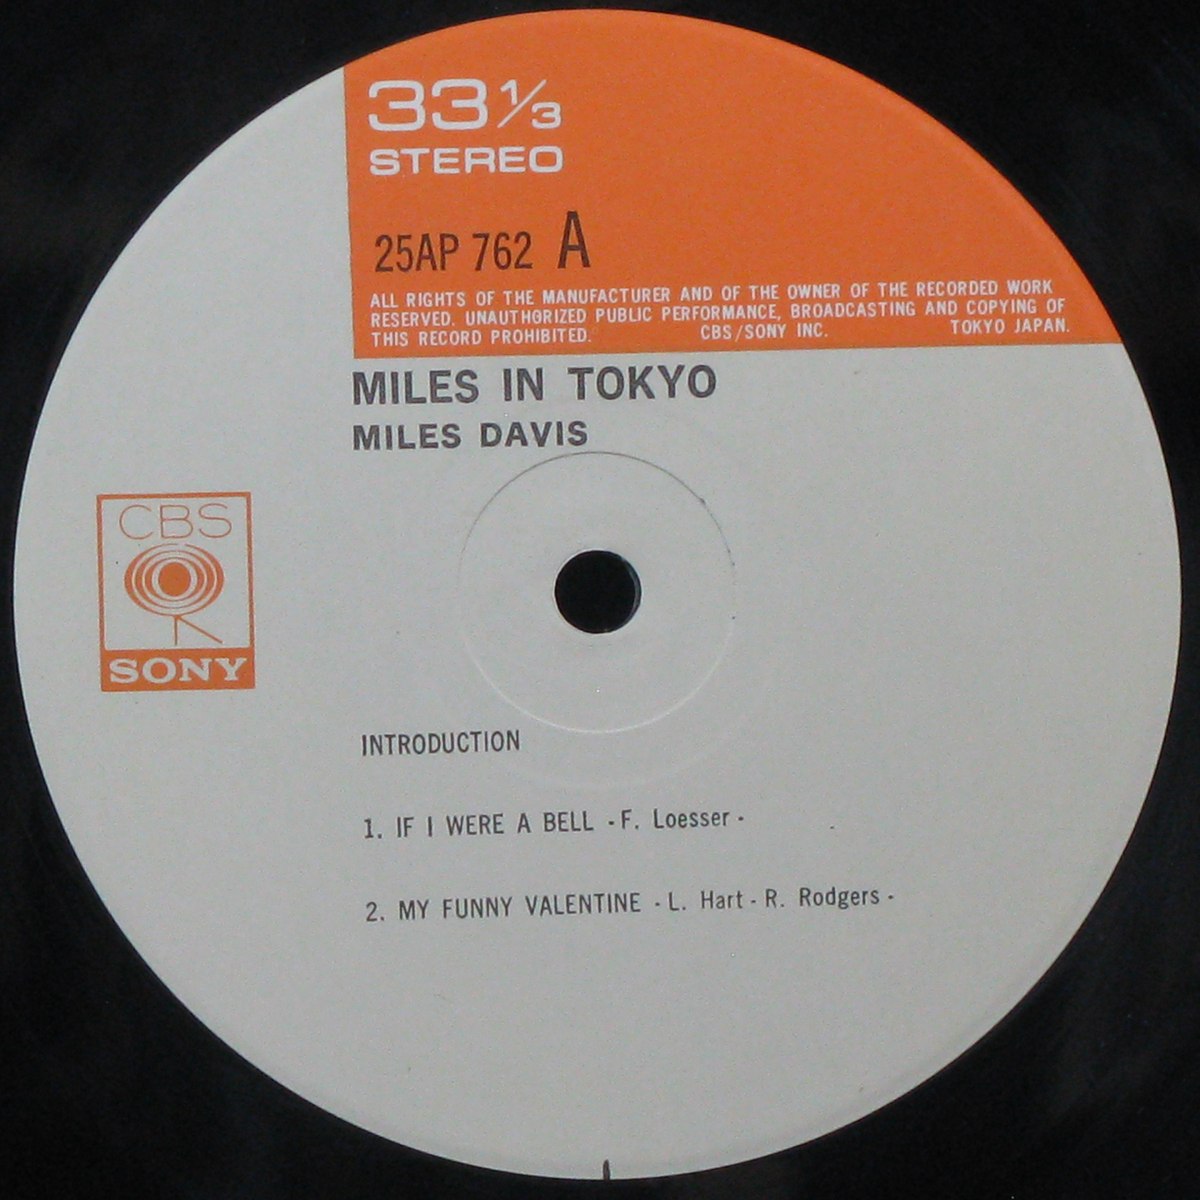 33 1/3
STEREO
25AP 762 A
ALL RIGHTS OF THE MANUFACTURER AND OF THE OWNER OF THE RECORDED WORK
RESERVED. UNAUTHORIZED PUBLIC PERFORMANCE, BROADCASTING AND COPYING OF
THIS RECORD PROHIBITED. CBS/SONY INC. TOKYO JAPAN.
MILES IN TOKYO
MILES DAVIS
CBS
SONY
INTRODUCTION
1. IF I WERE A BELL - F. Loesser -
2. MY FUNNY VALENTINE - L. Hart - R. Rodgers -